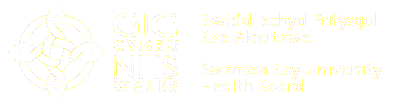 GIG
CYMRU
NHS
WALES
Bwrdd Iechyd Prifysgol
Bae Abertawe
Swansea Bay University
Health Board